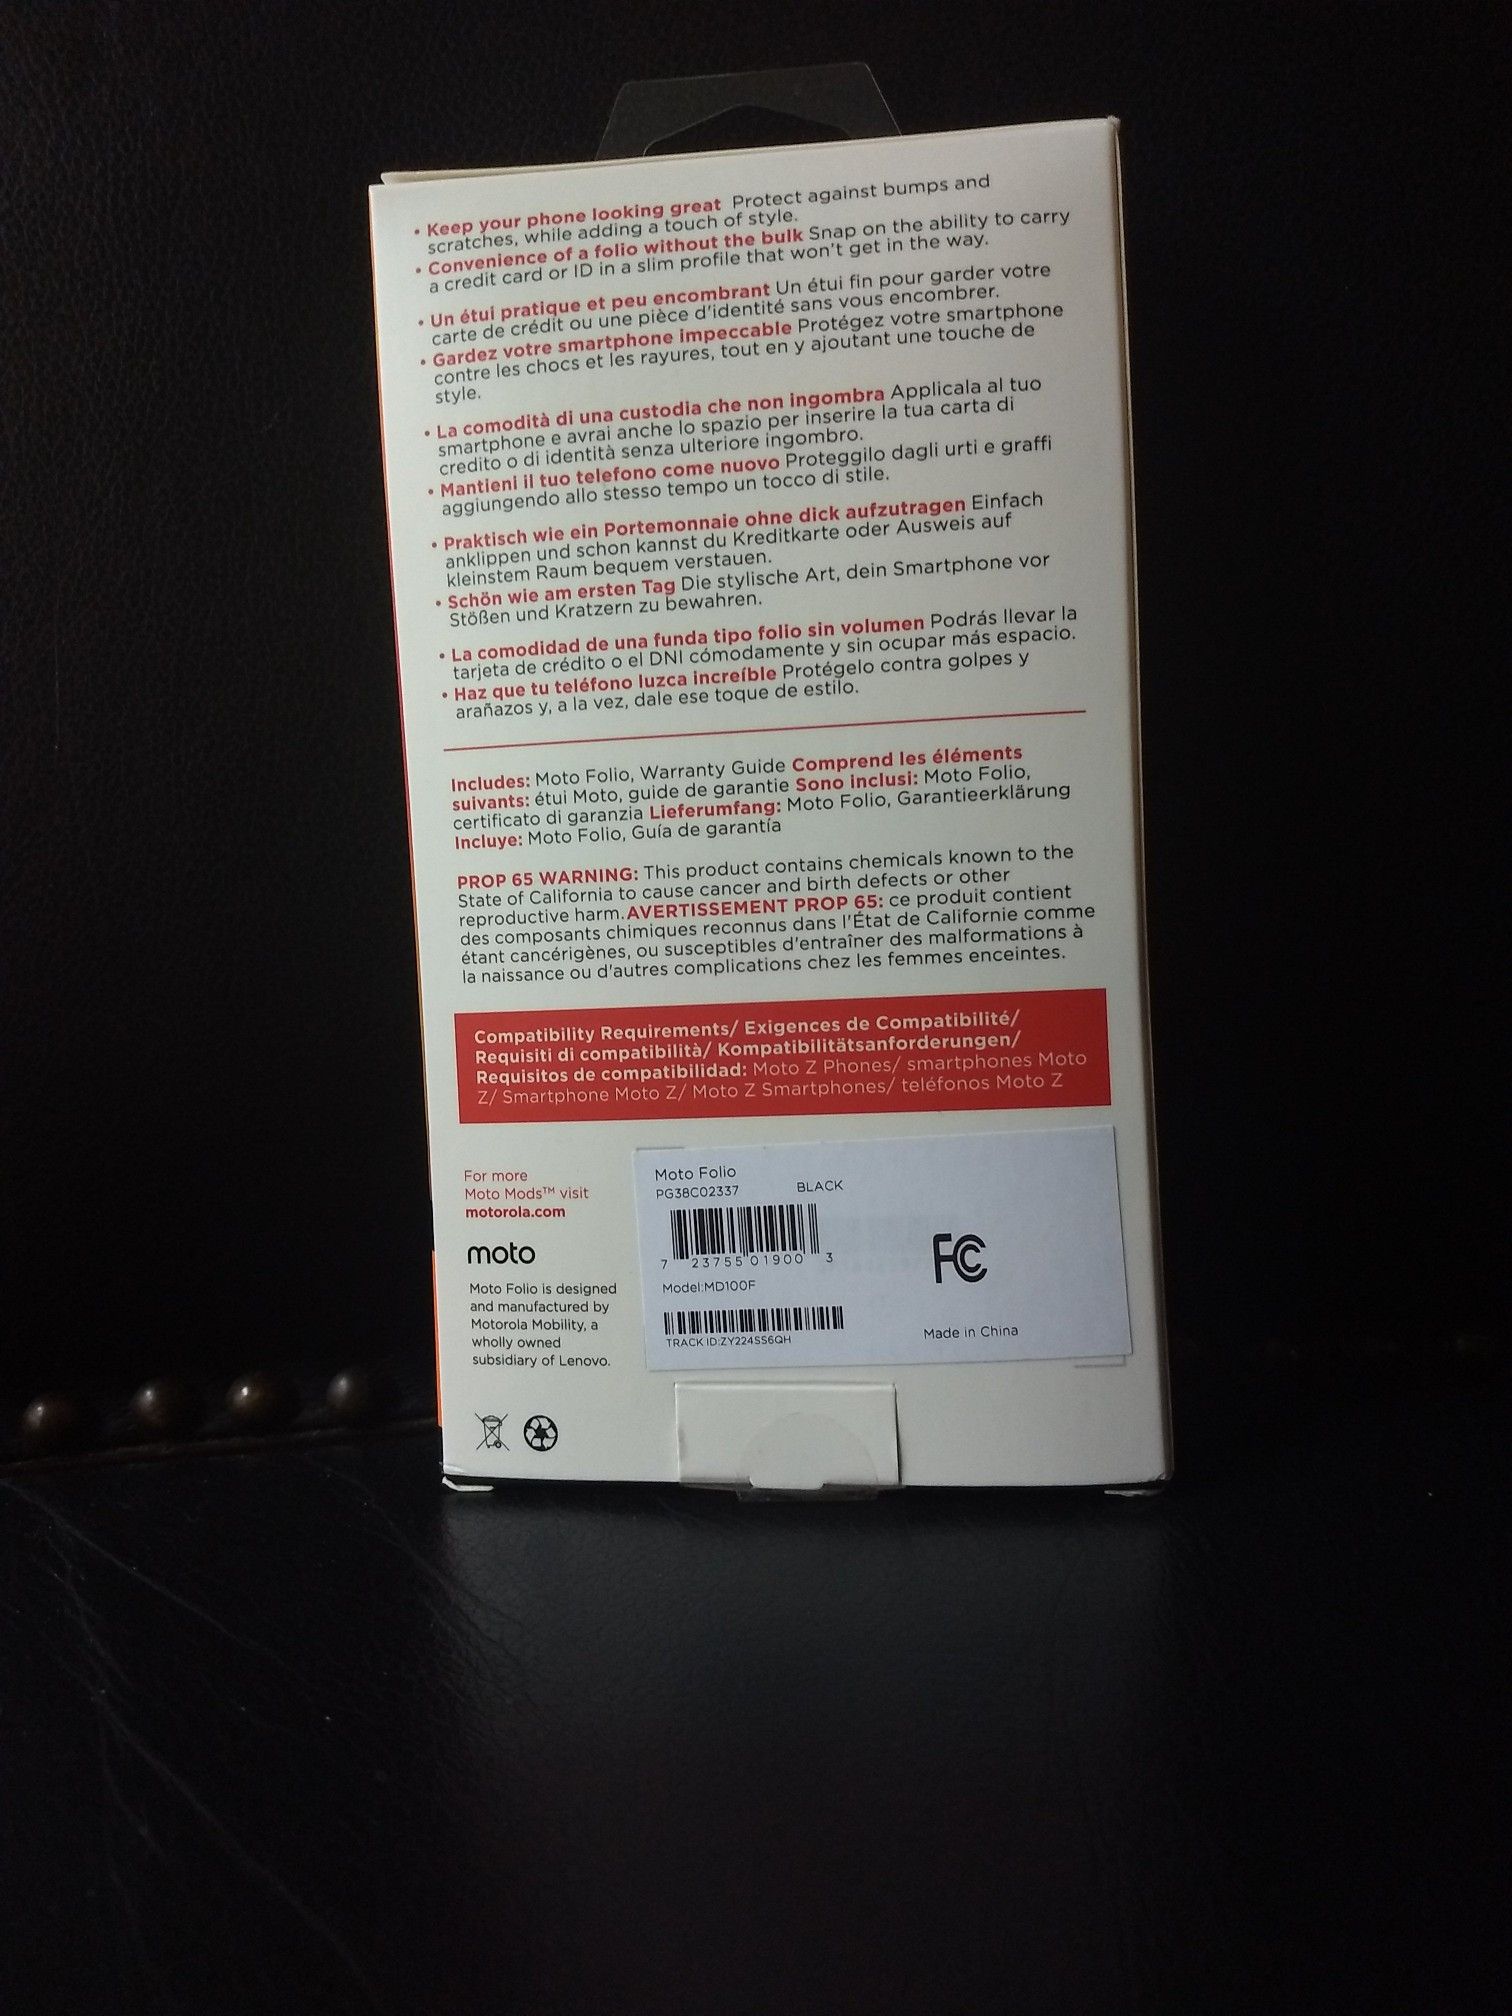 • Keep your phone looking great Protect against bumps and
scratches, while adding a touch of style.
• Convenience of a folio without the bulk Snap on the ability to carry
a credit card or ID in a slim profile that won't get in the way.
• Un étui pratique et peu encombrant Un étui fin pour garder votre
carte de crédit ou une pièce d'identité sans vous encombrer.
• Gardez votre smartphone impeccable Protégez votre smartphone
contre les chocs et les rayures, tout en y ajoutant une touche de
style.
• La comodità di una custodia che non ingombra Applicala al tuo
smartphone e avrai anche lo spazio per inserire la tua carta di
credito o di identità senza ulteriore ingombro.
• Mantieni il tuo telefono come nuovo Proteggilo dagli urti e graffi
aggiungendo allo stesso tempo un tocco di stile.
• Praktisch wie ein Portemonnaie ohne dick aufzutragen Einfach
anklippen und schon kannst du Kreditkarte oder Ausweis auf
kleinstem Raum bequem verstauen.
• Schön wie am ersten Tag Die stylische Art, dein Smartphone vor
Stößen und Kratzern zu bewahren.
• La comodidad de una funda tipo folio sin volumen Podrás llevar la
tarjeta de crédito o el DNI cómodamente y sin ocupar más espacio.
• Haz que tu teléfono luzca increíble Protégelo contra golpes y
arañazos y, a la vez, dale ese toque de estilo.
Includes: Moto Folio, Warranty Guide Comprend les éléments
suivants: étui Moto, guide de garantie Sono inclusi: Moto Folio,
certificato di garanzia Lieferumfang: Moto Folio, Garantieerklärung
Incluye: Moto Folio, Guía de garantía
PROP 65 WARNING: This product contains chemicals known to the
State of California to cause cancer and birth defects or other
reproductive harm. AVERTISSEMENT PROP 65: ce produit contient
des composants chimiques reconnus dans l'État de Californie comme
étant cancérigènes, ou susceptibles d'entraîner des malformations à
la naissance ou d'autres complications chez les femmes enceintes.
Compatibility Requirements/ Exigences de Compatibilité/
Requisiti di compatibilità/ Kompatibilitätsanforderungen/
Requisitos de compatibilidad: Moto Z Phones/ smartphones Moto
Z/ Smartphone Moto Z/ Moto Z Smartphones/ teléfonos Moto Z
For more
Moto Mods™ visit
motorola.com
moto
Moto Folio is designed
and manufactured by
Motorola Mobility, a
wholly owned
subsidiary of Lenovo.
Moto Folio
PG38C02337 BLACK
7 23755 01900 3
Model:MD100F
TRACK ID:ZY224SS6QH
FC
Made in China